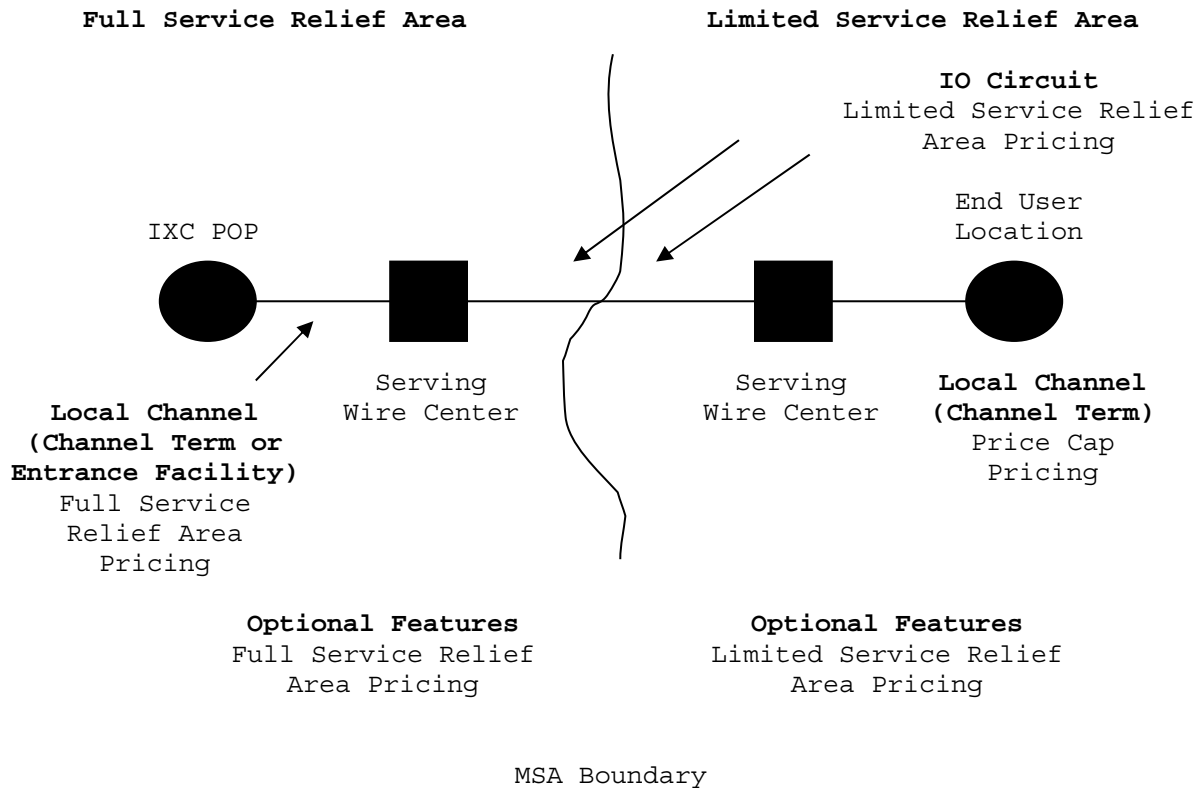 Full Service Relief Area
Limited Service Relief Area
IO Circuit
Limited Service Relief
Area Pricing
IXC POP
End User
Location
Serving
Wire Center
Serving
Wire Center
Local Channel
(Channel Term)
Price Cap
Pricing
Local Channel
(Channel Term or
Entrance Facility)
Full Service
Relief Area
Pricing
Optional Features
Full Service Relief
Area Pricing
Optional Features
Limited Service Relief
Area Pricing
MSA Boundary